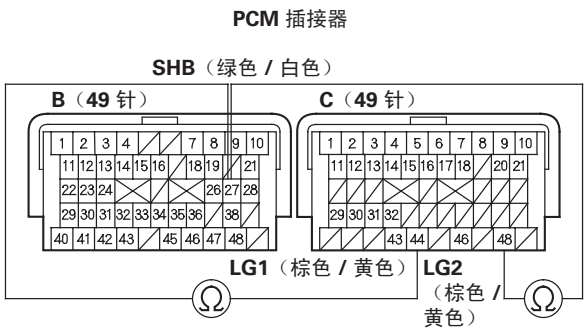 PCM 插接器
SHB（绿色 / 白色）
B（49 针）
C（49 针）
1 2 3 4 7 8 9 10
11 12 13 14 15 16 18 19 21
22 23 24 26 27 28
29 30 31 32 33 34 35 36 38
40 41 42 43 45 46 47 48
1 2 3 4 5 6 7 8 9 10
11 12 13 14 15 16 17 18 20 21
29 30 31 32
43 44 46 48
LG1（棕色 / 黄色）
LG2
（棕色 /
黄色）
Ω
Ω